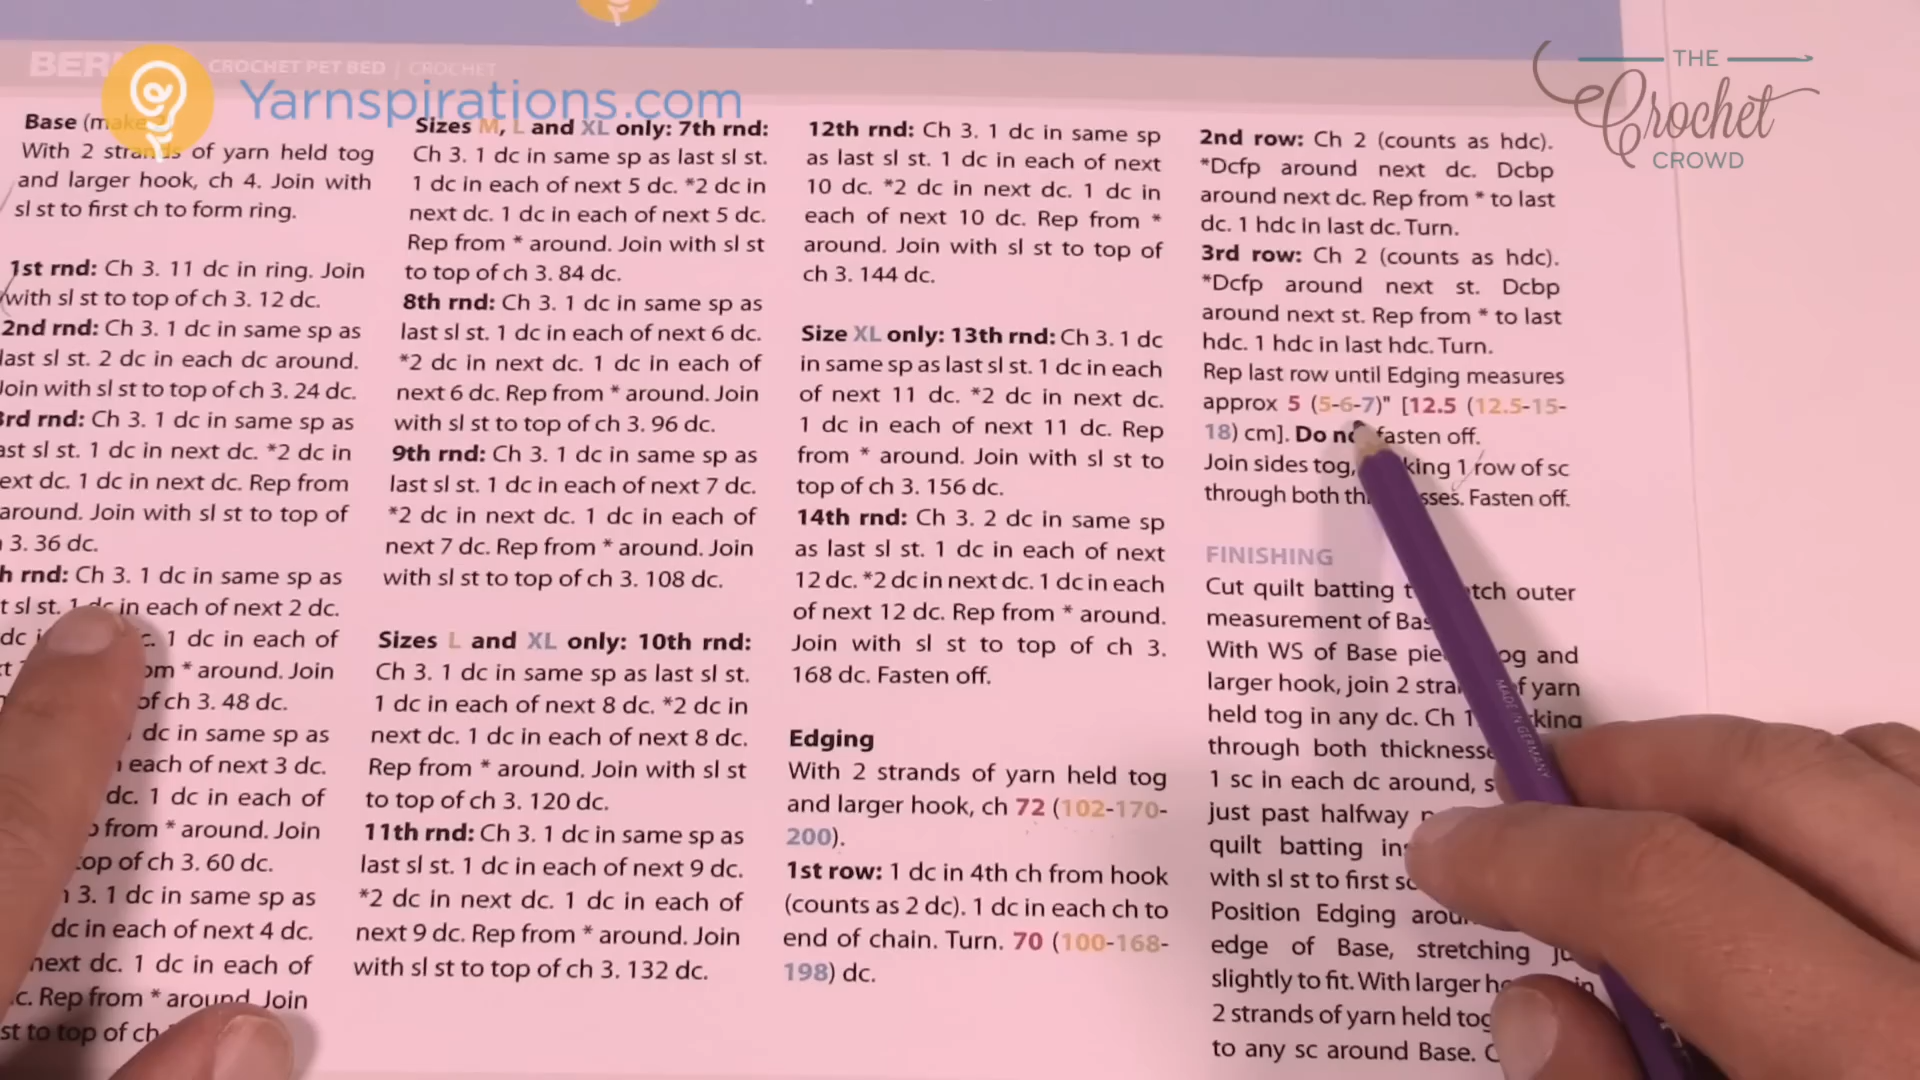 CROCHET PET BED | CROCHET
Yarnspirations.com
THE
Crochet
CROWD
Base (make
With 2 strands of yarn held tog
and larger hook, ch 4. Join with
sl st to first ch to form ring.
1st rnd: Ch 3. 11 dc in ring. Join
with sl st to top of ch 3. 12 dc.
2nd rnd: Ch 3. 1 dc in same sp as
last sl st. 2 dc in each dc around.
Join with sl st to top of ch 3. 24 dc.
rnd: Ch 3. 1 dc in same sp as
sl st. 1 dc in next dc. *2 dc in
dc. 1 dc in next dc. Rep from
around. Join with sl st to top of
3. 36 dc.
rnd: Ch 3. 1 dc in same sp as
sl st. 1 dc in each of next 2 dc.
dc 1 dc in each of
* around. Join
of ch 3. 48 dc.
dc in same sp as
each of next 3 dc.
dc. 1 dc in each of
from * around. Join
top of ch 3. 60 dc.
3. 1 dc in same sp as
dc in each of next 4 dc.
next dc. 1 dc in each of
Rep from * around. Join
st to top of ch
Sizes M, L and XL only: 7th rnd:
Ch 3. 1 dc in same sp as last sl st.
1 dc in each of next 5 dc. *2 dc in
next dc. 1 dc in each of next 5 dc.
Rep from * around. Join with sl st
to top of ch 3. 84 dc.
8th rnd: Ch 3. 1 dc in same sp as
last sl st. 1 dc in each of next 6 dc.
*2 dc in next dc. 1 dc in each of
next 6 dc. Rep from * around. Join
with sl st to top of ch 3. 96 dc.
9th rnd: Ch 3. 1 dc in same sp as
last sl st. 1 dc in each of next 7 dc.
*2 dc in next dc. 1 dc in each of
next 7 dc. Rep from * around. Join
with sl st to top of ch 3. 108 dc.
Sizes L and XL only: 10th rnd:
Ch 3. 1 dc in same sp as last sl st.
1 dc in each of next 8 dc. *2 dc in
next dc. 1 dc in each of next 8 dc.
Rep from * around. Join with sl st
to top of ch 3. 120 dc.
11th rnd: Ch 3. 1 dc in same sp as
last sl st. 1 dc in each of next 9 dc.
*2 dc in next dc. 1 dc in each of
next 9 dc. Rep from * around. Join
with sl st to top of ch 3. 132 dc.
12th rnd: Ch 3. 1 dc in same sp
as last sl st. 1 dc in each of next
10 dc. *2 dc in next dc. 1 dc in
each of next 10 dc. Rep from *
around. Join with sl st to top of
ch 3. 144 dc.
Size XL only: 13th rnd: Ch 3. 1 dc
in same sp as last sl st. 1 dc in each
of next 11 dc. *2 dc in next dc.
1 dc in each of next 11 dc. Rep
from * around. Join with sl st to
top of ch 3. 156 dc.
14th rnd: Ch 3. 2 dc in same sp
as last sl st. 1 dc in each of next
12 dc. *2 dc in next dc. 1 dc in each
of next 12 dc. Rep from * around.
Join with sl st to top of ch 3.
168 dc. Fasten off.
Edging
With 2 strands of yarn held tog
and larger hook, ch 72 (102-170-
200).
1st row: 1 dc in 4th ch from hook
(counts as 2 dc). 1 dc in each ch to
end of chain. Turn. 70 (100-168-
198) dc.
2nd row: Ch 2 (counts as hdc).
*Dcfp around next dc. Dcbp
around next dc. Rep from * to last
dc. 1 hdc in last dc. Turn.
3rd row: Ch 2 (counts as hdc).
*Dcfp around next st. Dcbp
around next st. Rep from * to last
hdc. 1 hdc in last hdc. Turn.
Rep last row until Edging measures
approx 5 (5-6-7)" [12.5 (12.5-15-
18) cm]. Do fasten off.
Join sides tog, 1 row of sc
through both Fasten off.
FINISHING
Cut quilt batting outer
measurement of
With WS of Base and
larger hook, join 2 of yarn
held tog in any dc. Ch
through both
1 sc in each dc around,
just past halfway
quilt batting
with sl st to first
Position Edging
edge of Base, stretching
slightly to fit. With larger
2 strands of yarn held tog
to any sc around Base.
MADE IN GERMANY